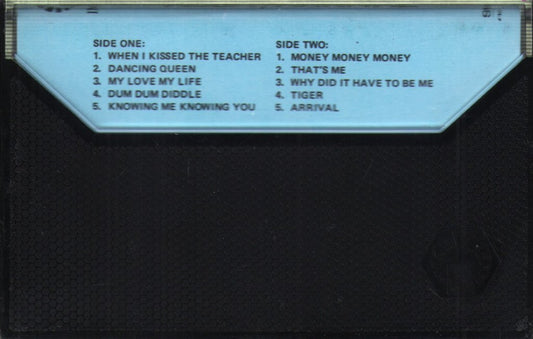 SIDE ONE:
1. WHEN I KISSED THE TEACHER
2. DANCING QUEEN
3. MY LOVE MY LIFE
4. DUM DUM DIDDLE
5. KNOWING ME KNOWING YOU
SIDE TWO:
1. MONEY MONEY MONEY
2. THAT'S ME
3. WHY DID IT HAVE TO BE ME
4. TIGER
5. ARRIVAL